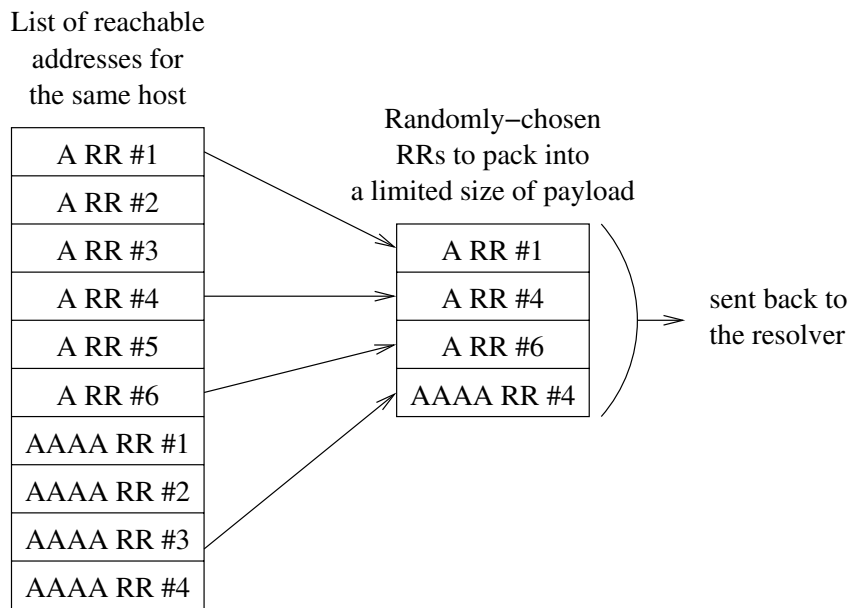 List of reachable
addresses for
the same host
A RR #1
A RR #2
A RR #3
A RR #4
A RR #5
A RR #6
AAAA RR #1
AAAA RR #2
AAAA RR #3
AAAA RR #4
Randomly−chosen
RRs to pack into
a limited size of payload
A RR #1
A RR #4
A RR #6
AAAA RR #4
sent back to
the resolver